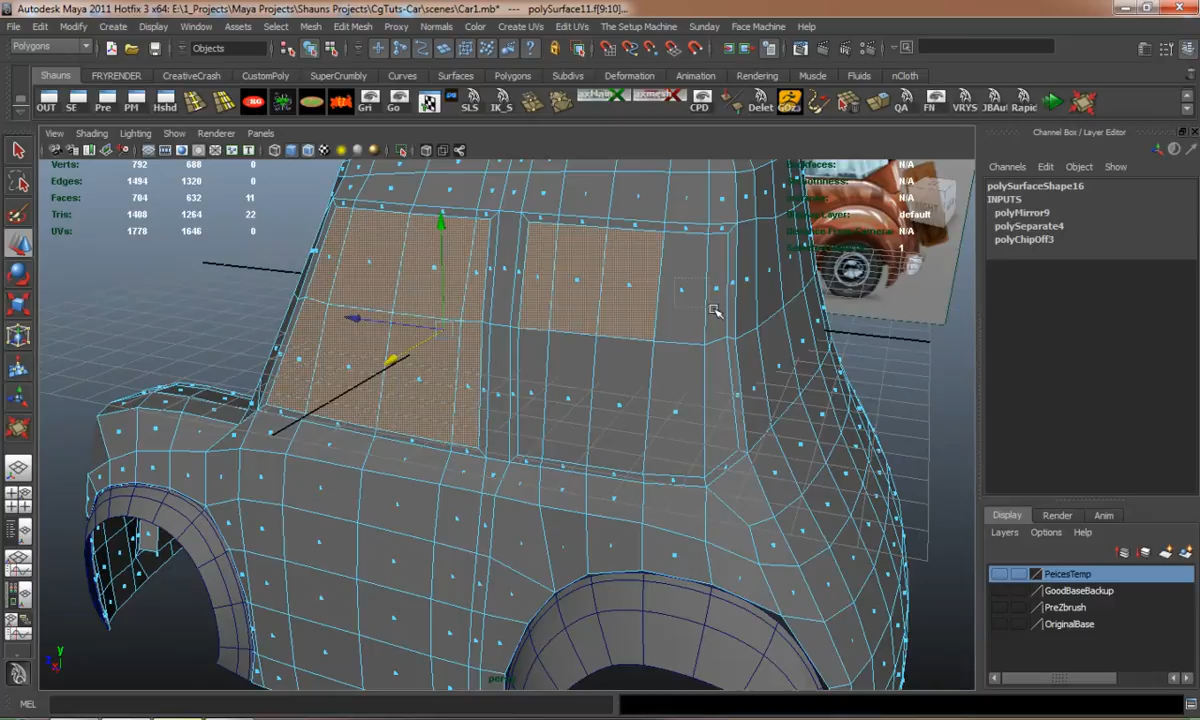 Autodesk Maya 2011 Hotfix 3 x64: E:\1_Projects\Maya Projects\Shauns Projects\CgTuts-Car\scenes\Car1.mb* --- polySurface11.f[9:10]...
File Edit Modify Create Display Window Assets Select Mesh Edit Mesh Proxy Normals Color Create UVs Edit UVs The Setup Machine Sunday Face Machine Help
Polygons Objects
Shauns FRYRENDER CreativeCrash CustomPoly SuperCrumbly Curves Surfaces Polygons Subdivs Deformation Animation Rendering Muscle Fluids nCloth
OUT SE Pre PM Hshd Gri Go SLS IK_S CPD Delet GoZ QA FN VRYS JBAu Rapic
View Shading Lighting Show Renderer Panels
Channel Box / Layer Editor
Channels Edit Object Show
Verts: 792 688 0
Edges: 1494 1320 0
Faces: 704 632 11
Tris: 1408 1264 22
UVs: 1778 1646 0
Backfaces: N/A
N/A
default
N/A
1
polySurfaceShape16
INPUTS
polyMirror9
polySeparate4
polyChipOff3
Display Render Anim
Layers Options Help
PeicesTemp
GoodBaseBackup
PreZbrush
OriginalBase
y
persp
MEL